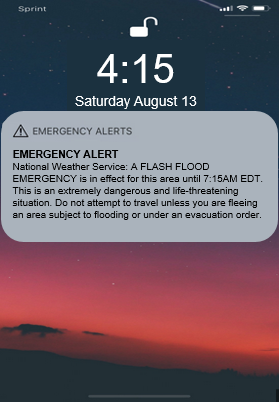 Sprint
4:15
Saturday August 13
EMERGENCY ALERTS
EMERGENCY ALERT
National Weather Service: A FLASH FLOOD
EMERGENCY is in effect for this area until 7:15AM EDT.
This is an extremely dangerous and life-threatening
situation. Do not attempt to travel unless you are fleeing
an area subject to flooding or under an evacuation order.